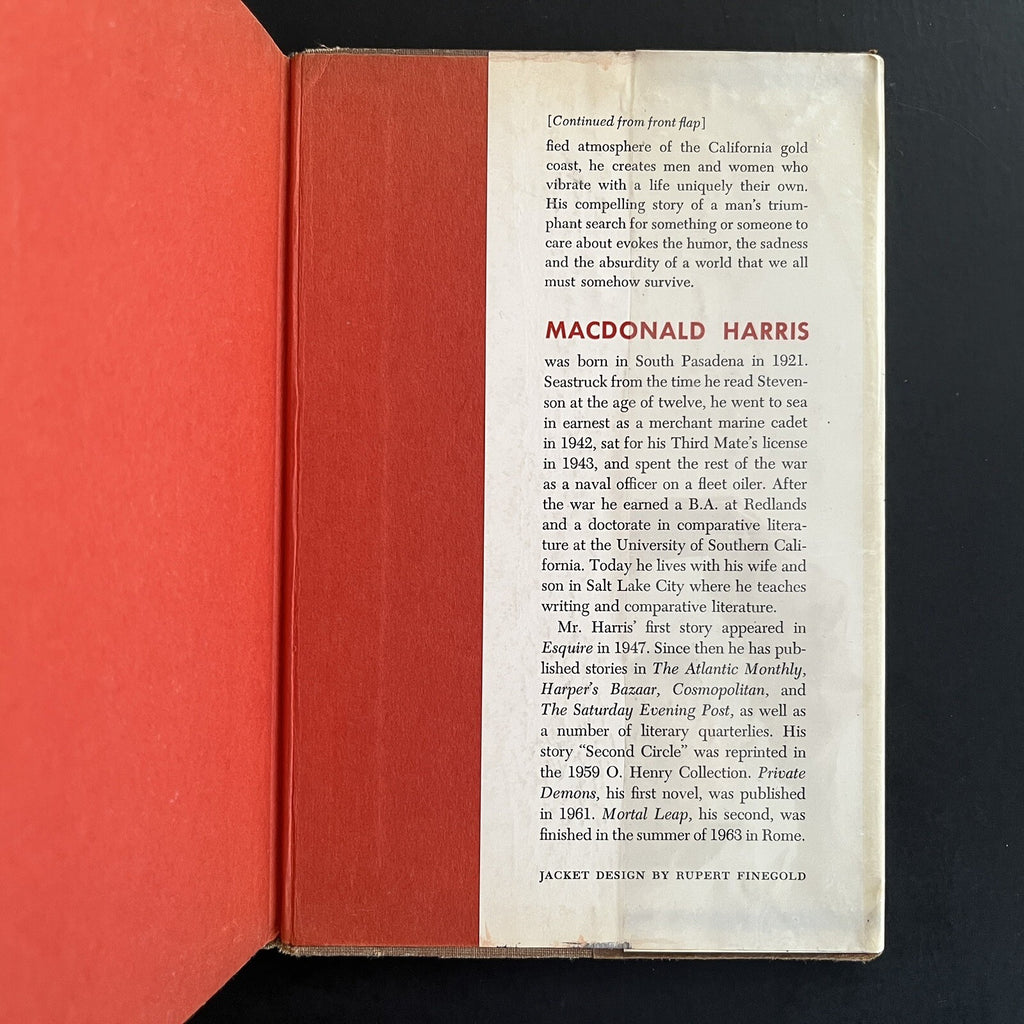 [Continued from front flap]
fied atmosphere of the California gold
coast, he creates men and women who
vibrate with a life uniquely their own.
His compelling story of a man's trium-
phant search for something or someone to
care about evokes the humor, the sadness
and the absurdity of a world that we all
must somehow survive.
MACDONALD HARRIS
was born in South Pasadena in 1921.
Seastruck from the time he read Steven-
son at the age of twelve, he went to sea
in earnest as a merchant marine cadet
in 1942, sat for his Third Mate's license
in 1943, and spent the rest of the war
as a naval officer on a fleet oiler. After
the war he earned a B.A. at Redlands
and a doctorate in comparative litera-
ture at the University of Southern Cali-
fornia. Today he lives with his wife and
son in Salt Lake City where he teaches
writing and comparative literature.
Mr. Harris' first story appeared in
Esquire in 1947. Since then he has pub-
lished stories in The Atlantic Monthly,
Harper's Bazaar, Cosmopolitan, and
The Saturday Evening Post, as well as
a number of literary quarterlies. His
story “Second Circle” was reprinted in
the 1959 O. Henry Collection. Private
Demons, his first novel, was published
in 1961. Mortal Leap, his second, was
finished in the summer of 1963 in Rome.
JACKET DESIGN BY RUPERT FINEGOLD